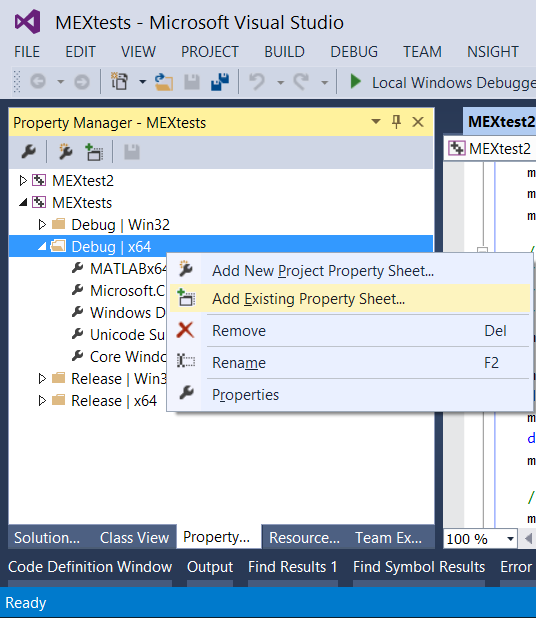 MEXtests - Microsoft Visual Studio
FILE EDIT VIEW PROJECT BUILD DEBUG TEAM NSIGHT
Local Windows Debugge
Property Manager - MEXtests
MEXtest2
MEXtest2
MEXtest2
MEXtests
Debug | Win32
Debug | x64
MATLABx64
Microsoft.C
Windows D
Unicode Su
Core Windo
Release | Win3
Release | x64
Add New Project Property Sheet...
Add Existing Property Sheet...
Remove Del
Rename F2
Properties
m
m
m
/
d
m
/
m
100 %
Solution... Class View Property... Resource... Team Ex...
Code Definition Window Output Find Results 1 Find Symbol Results Error
Ready